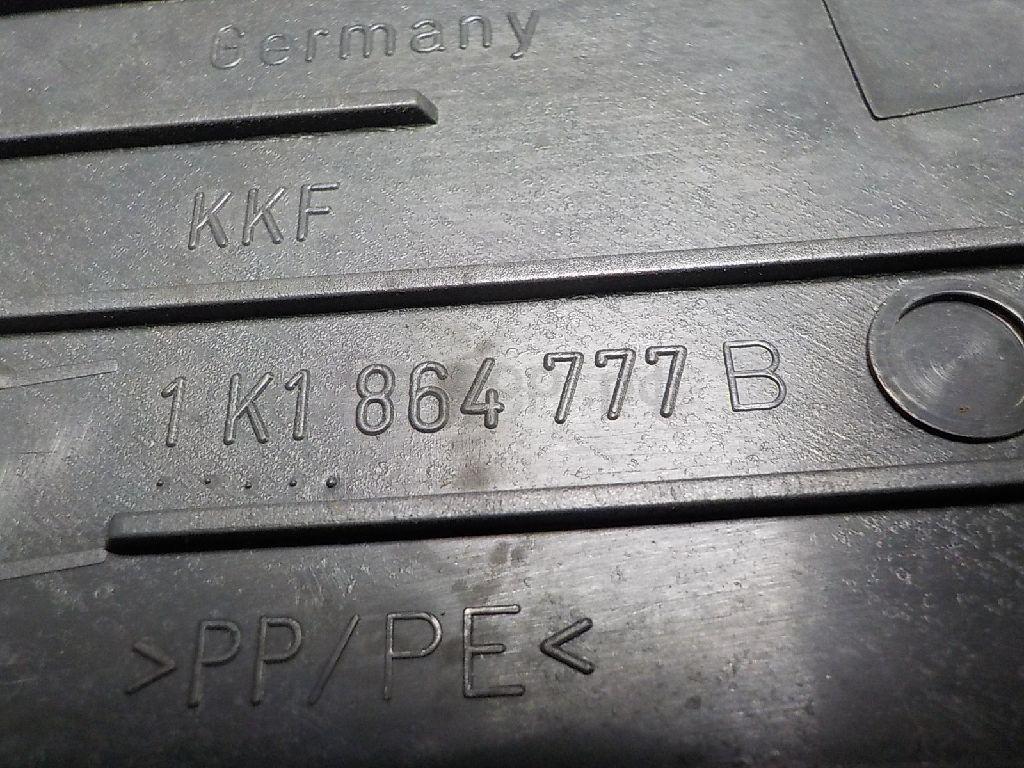 Germany
KKF
1K1 864 777 B
>PP/PE<